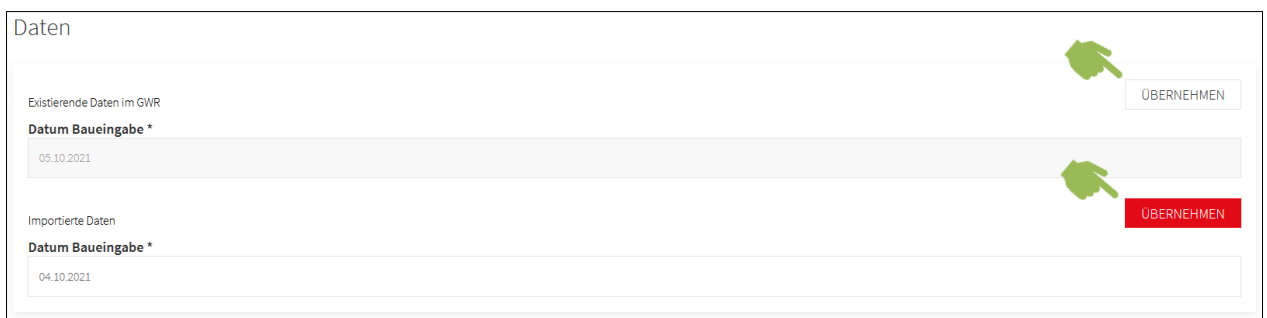 Daten
Existierende Daten im GWR
ÜBERNEHMEN
Datum Baueingabe *
05.10.2021
Importierte Daten
ÜBERNEHMEN
Datum Baueingabe *
04.10.2021